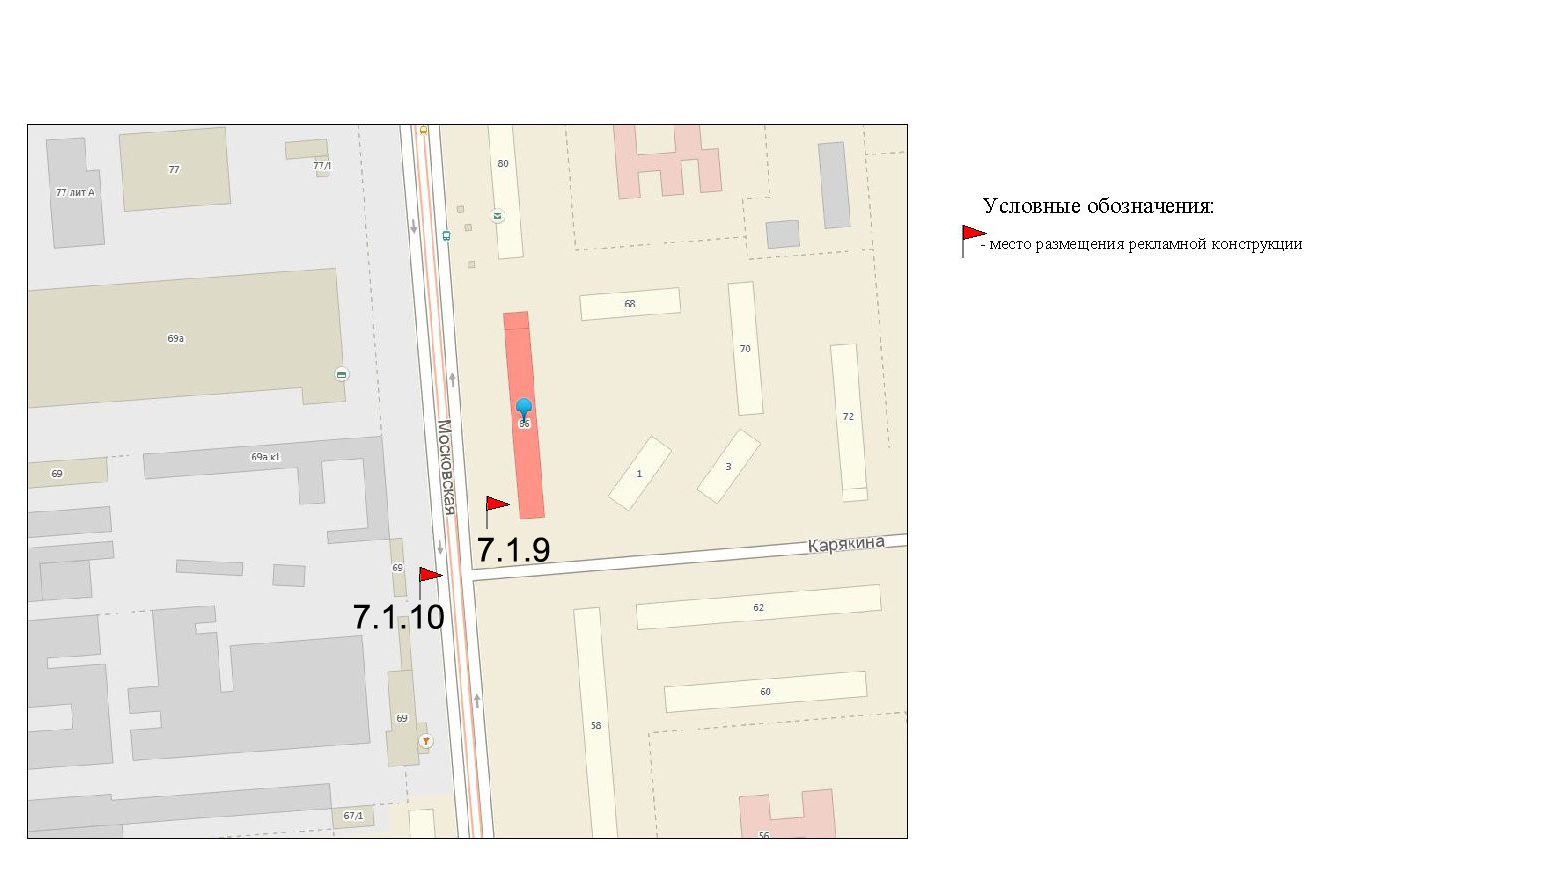 77
77/1
77 лит А
80
Условные обозначения:
- место размещения рекламной конструкции
68
69а
70
72
69
69а к1
1
3
Московская
7.1.9
Карякина
69
7.1.10
62
60
69
58
67/1
56